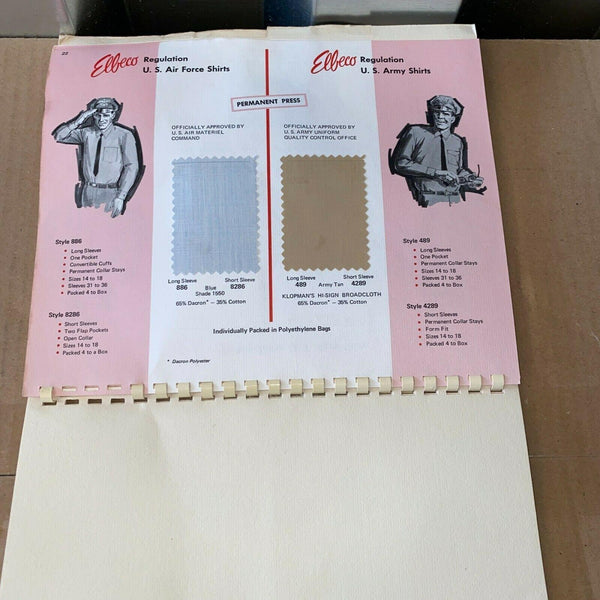 22
Elbeco Regulation
U. S. Air Force Shirts
Elbeco Regulation
U. S. Army Shirts
PERMANENT PRESS
OFFICIALLY APPROVED BY
U. S. AIR MATERIEL
COMMAND
OFFICIALLY APPROVED BY
U. S. ARMY UNIFORM
QUALITY CONTROL OFFICE
Style 886
• Long Sleeves
• One Pocket
• Convertible Cuffs
• Permanent Collar Stays
• Sizes 14 to 18
• Sleeves 31 to 36
• Packed 4 to Box
Style 8286
• Short Sleeves
• Two Flap Pockets
• Open Collar
• Sizes 14 to 18
• Packed 4 to a Box
Long Sleeve Short Sleeve
886 Blue 8286
Shade 1550
65% Dacron* — 35% Cotton
Long Sleeve Short Sleeve
489 Army Tan 4289
KLOPMAN'S HI-SIGN BROADCLOTH
65% Dacron* — 35% Cotton
Individually Packed in Polyethylene Bags
* Dacron Polyester
Style 489
• Long Sleeves
• One Pocket
• Permanent Collar Stays
• Sizes 14 to 18
• Sleeves 31 to 36
• Packed 4 to Box
Style 4289
• Short Sleeves
• Permanent Collar Stays
• Form Fit
• Sizes 14 to 18
• Packed 4 to Box